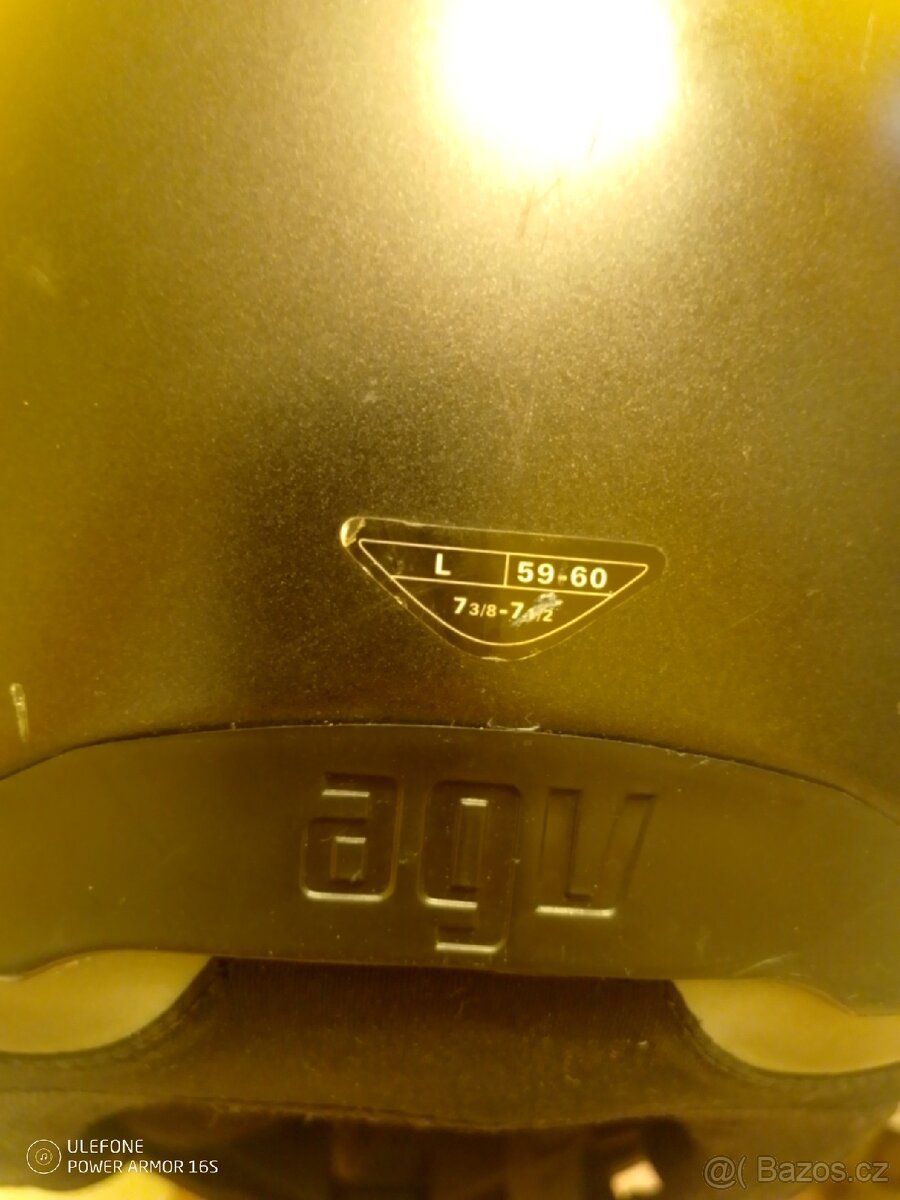 L 59-60
7 3/8-7 1/2
agv
ULEFONE
POWER ARMOR 16S
@( Bazos.cz